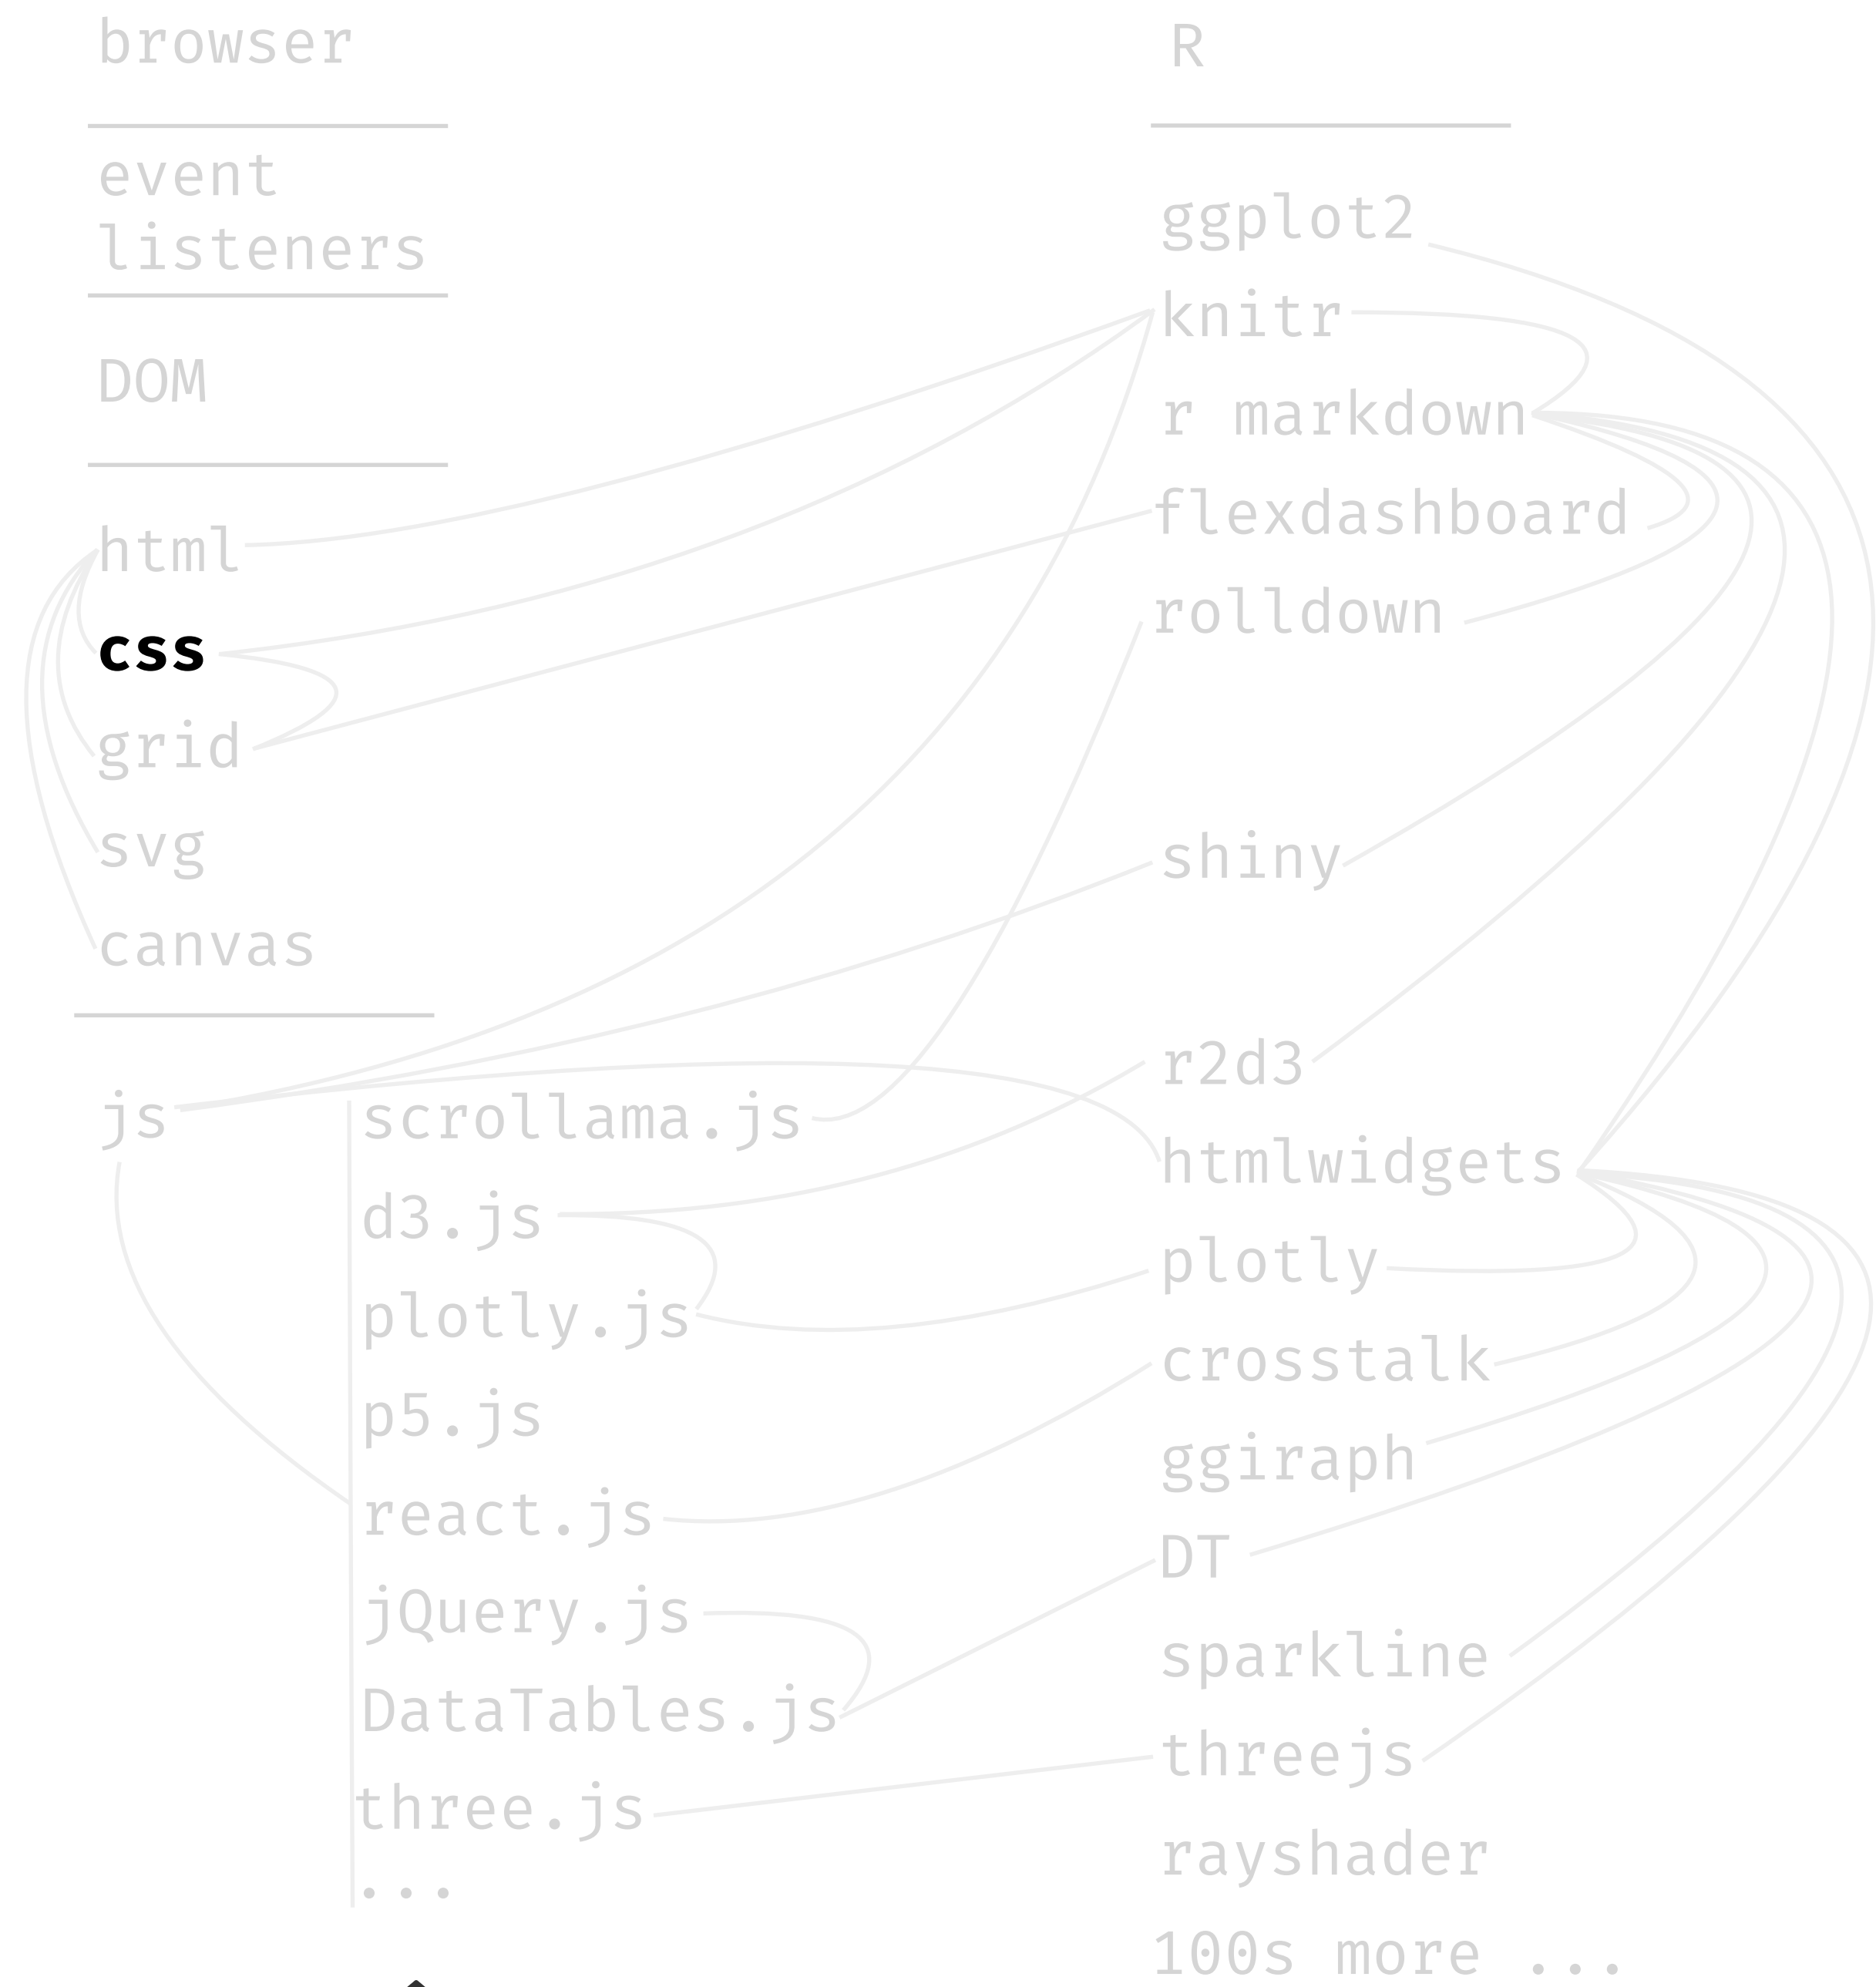 browser
event
listeners
DOM
html
css
grid
svg
canvas
js
scrollama.js
d3.js
plotly.js
p5.js
react.js
jQuery.js
DataTables.js
three.js
...
R
ggplot2
knitr
r markdown
flexdashboard
rolldown
shiny
r2d3
htmlwidgets
plotly
crosstalk
ggiraph
DT
sparkline
threejs
rayshader
100s more ...